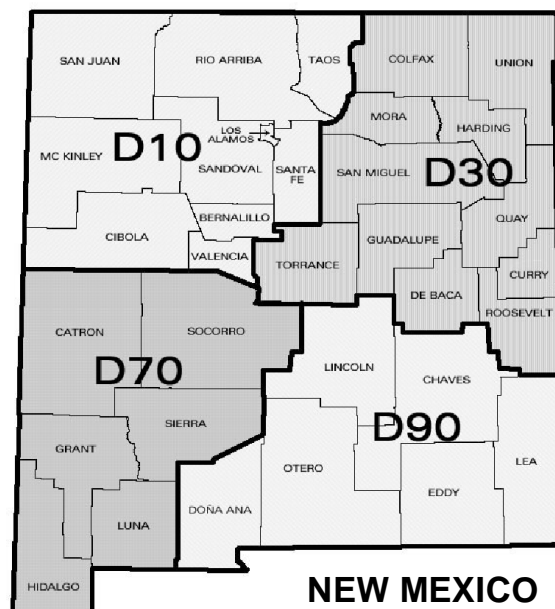 SAN JUAN
RIO ARRIBA
TAOS
COLFAX
UNION
MORA
HARDING
LOS
ALAMOS
MC KINLEY
D10
SANDOVAL
SANTA
FE
SAN MIGUEL
D30
BERNALILLO
QUAY
CIBOLA
VALENCIA
TORRANCE
GUADALUPE
CURRY
DE BACA
ROOSEVELT
CATRON
SOCORRO
LINCOLN
CHAVES
D70
SIERRA
D90
GRANT
OTERO
LEA
EDDY
LUNA
DOÑA ANA
HIDALGO
NEW MEXICO